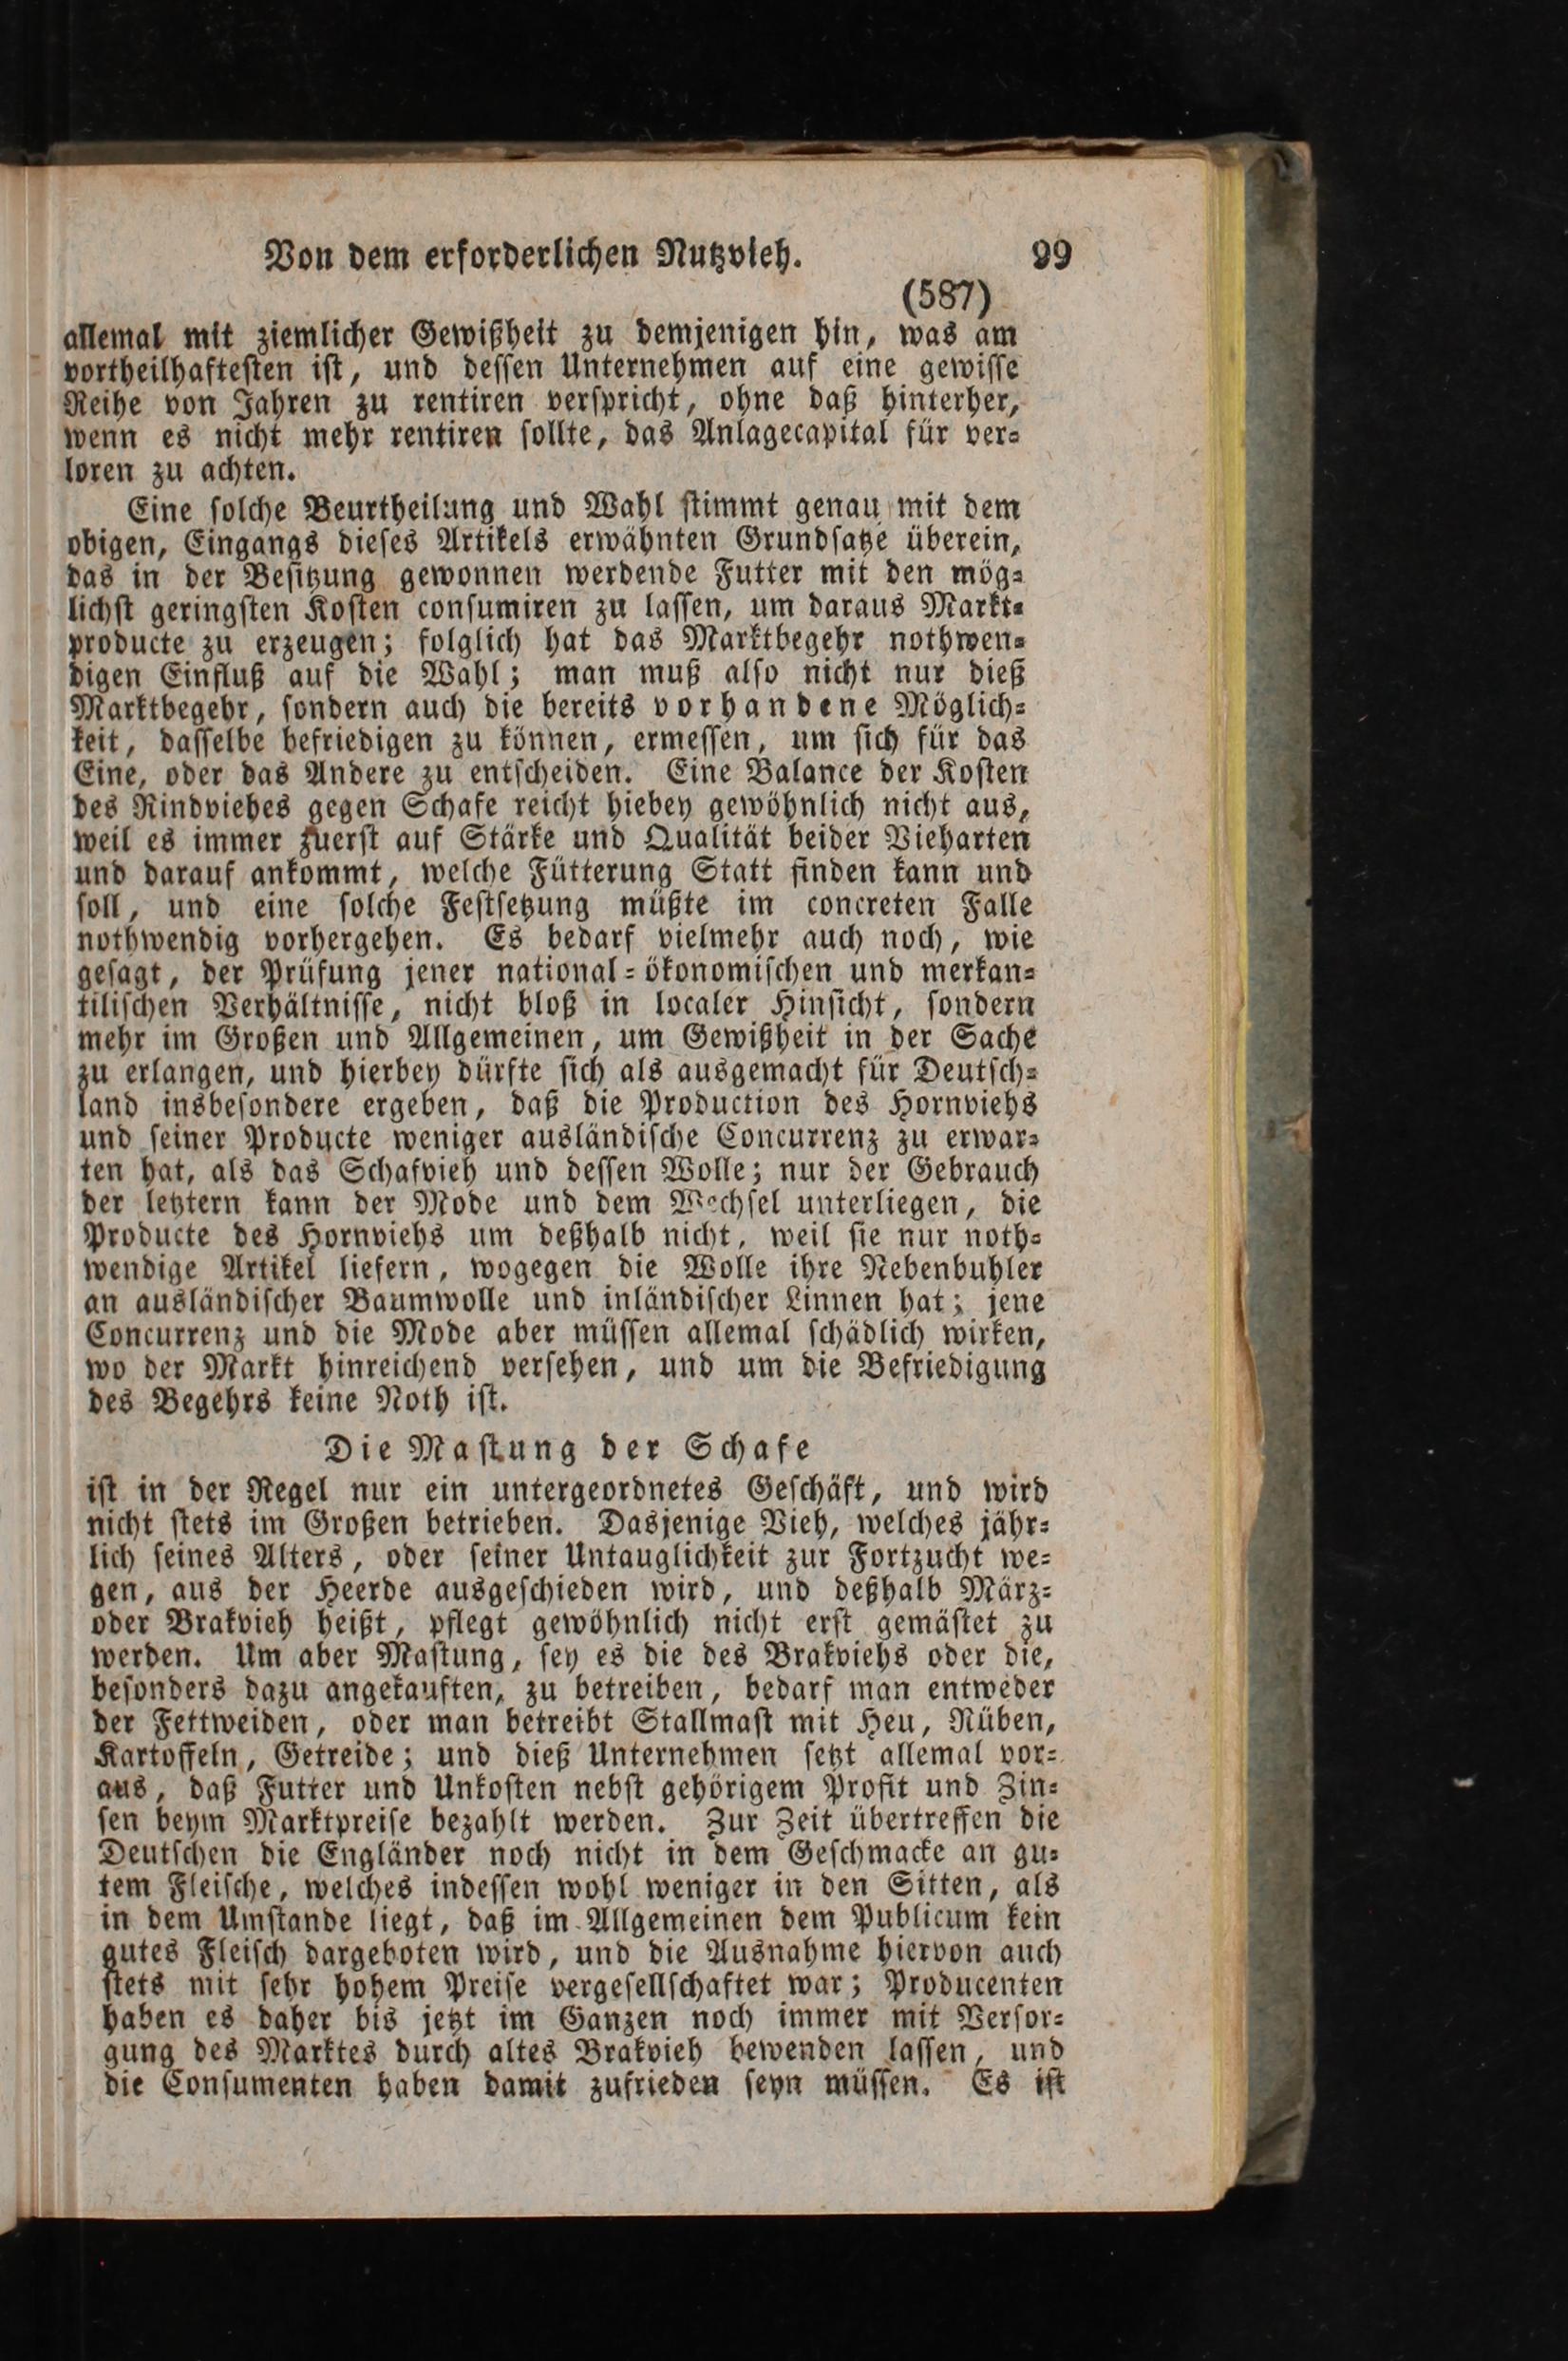 Von dem erforderlichen Nutzvieh. 99
(587)
allemal mit ziemlicher Gewißheit zu demjenigen hin, was am
vortheilhaftesten ist, und dessen Unternehmen auf eine gewisse
Reihe von Jahren zu rentiren verspricht, ohne daß hinterher,
wenn es nicht mehr rentiren sollte, das Anlagecapital für ver=
loren zu achten.
Eine solche Beurtheilung und Wahl stimmt genau mit dem
obigen, Eingangs dieses Artikels erwähnten Grundsatze überein,
das in der Besitzung gewonnen werdende Futter mit den mög=
lichst geringsten Kosten consumiren zu lassen, um daraus Markt=
producte zu erzeugen; folglich hat das Marktbegehr nothwen=
digen Einfluß auf die Wahl; man muß also nicht nur dieß
Marktbegehr, sondern auch die bereits vorhandene Möglich=
keit, dasselbe befriedigen zu können, ermessen, um sich für das
Eine, oder das Andere zu entscheiden. Eine Balance der Kosten
des Rindviehes gegen Schafe reicht hiebey gewöhnlich nicht aus,
weil es immer zuerst auf Stärke und Qualität beider Vieharten
und darauf ankommt, welche Fütterung Statt finden kann und
soll, und eine solche Festsetzung müßte im concreten Falle
nothwendig vorhergehen. Es bedarf vielmehr auch noch, wie
gesagt, der Prüfung jener national=ökonomischen und merkan=
tilischen Verhältnisse, nicht bloß in localer Hinsicht, sondern
mehr im Großen und Allgemeinen, um Gewißheit in der Sache
zu erlangen, und hierbey dürfte sich als ausgemacht für Deutsch=
land insbesondere ergeben, daß die Production des Hornviehs
und seiner Producte weniger ausländische Concurrenz zu erwar=
ten hat, als das Schafvieh und dessen Wolle; nur der Gebrauch
der letztern kann der Mode und dem Wechsel unterliegen, die
Producte des Hornviehs um deßhalb nicht, weil sie nur noth=
wendige Artikel liefern, wogegen die Wolle ihre Nebenbuhler
an ausländischer Baumwolle und inländischer Linnen hat; jene
Concurrenz und die Mode aber müssen allemal schädlich wirken,
wo der Markt hinreichend versehen, und um die Befriedigung
des Begehrs keine Noth ist.
Die Mastung der Schafe
ist in der Regel nur ein untergeordnetes Geschäft, und wird
nicht stets im Großen betrieben. Dasjenige Vieh, welches jähr=
lich seines Alters, oder seiner Untauglichkeit zur Fortzucht we=
gen, aus der Heerde ausgeschieden wird, und deßhalb März=
oder Brakvieh heißt, pflegt gewöhnlich nicht erst gemästet zu
werden. Um aber Mastung, sey es die des Brakviehs oder die,
besonders dazu angekauften, zu betreiben, bedarf man entweder
der Fettweiden, oder man betreibt Stallmast mit Heu, Rüben,
Kartoffeln, Getreide; und dieß Unternehmen setzt allemal vor=
aus, daß Futter und Unkosten nebst gehörigem Profit und Zin=
sen beym Marktpreise bezahlt werden. Zur Zeit übertreffen die
Deutschen die Engländer noch nicht in dem Geschmacke an gu=
tem Fleische, welches indessen wohl weniger in den Sitten, als
in dem Umstande liegt, daß im Allgemeinen dem Publicum kein
gutes Fleisch dargeboten wird, und die Ausnahme hiervon auch
stets mit sehr hohem Preise vergesellschaftet war; Producenten
haben es daher bis jetzt im Ganzen noch immer mit Versor=
gung des Marktes durch altes Brakvieh bewenden lassen, und
die Consumenten haben damit zufrieden seyn müssen. Es ist